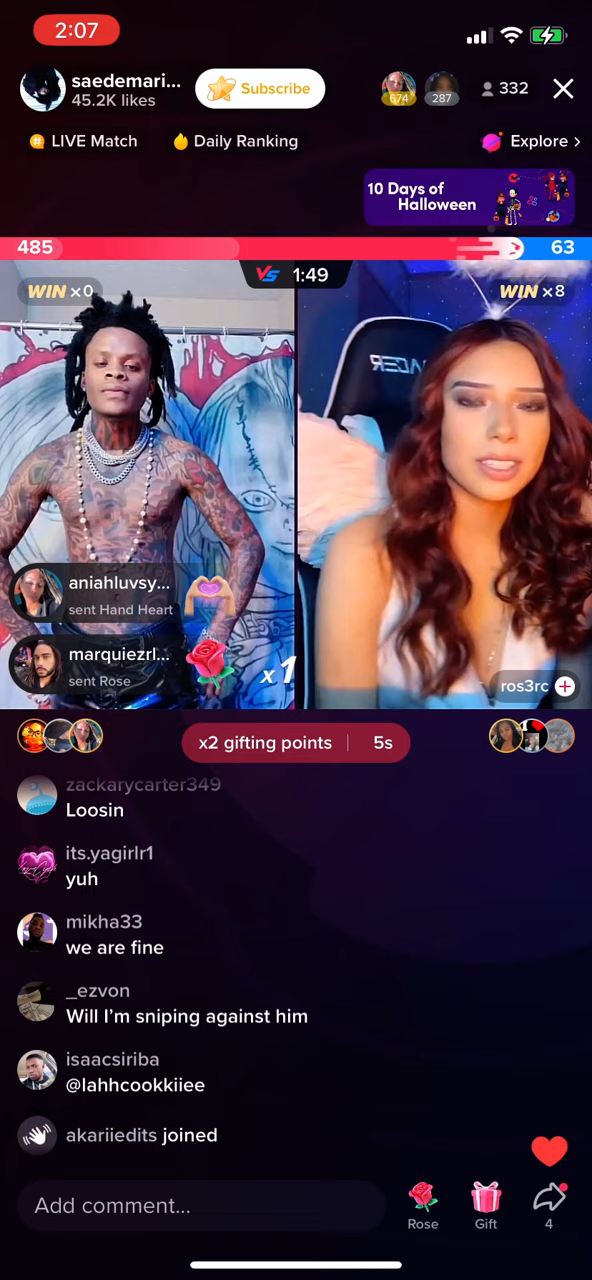 2:07
saedemari...
45.2K likes
Subscribe
674
287
332
LIVE Match
Daily Ranking
Explore >
10 Days of
Halloween
485
63
VS 1:49
WIN x0
WIN x8
aniahluvsy...
sent Hand Heart
marquiezrl...
sent Rose
x1
ros3rc
x2 gifting points | 5s
zackarycarter349
Loosin
its.yagirlr1
yuh
mikha33
we are fine
_ezvon
Will I'm sniping against him
isaacsiriba
@lahhcookkiiee
akariiedits joined
Add comment...
Rose
Gift
4